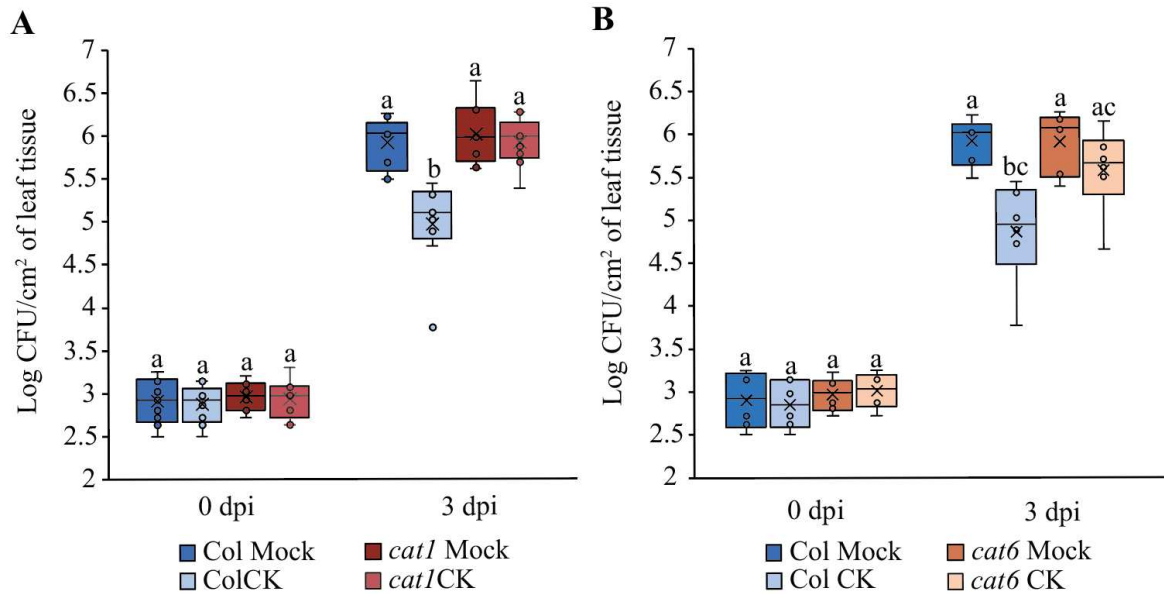 A
Log CFU/cm² of leaf tissue
7
6.5
6
5.5
5
4.5
4
3.5
3
2.5
2
a
a
a
a
a
b
a
a
0 dpi
3 dpi
Col Mock
cat1 Mock
ColCK
cat1CK
B
Log CFU/cm² of leaf tissue
7
6.5
6
5.5
5
4.5
4
3.5
3
2.5
2
a
a
a
a
a
bc
a
ac
0 dpi
3 dpi
Col Mock
cat6 Mock
Col CK
cat6 CK